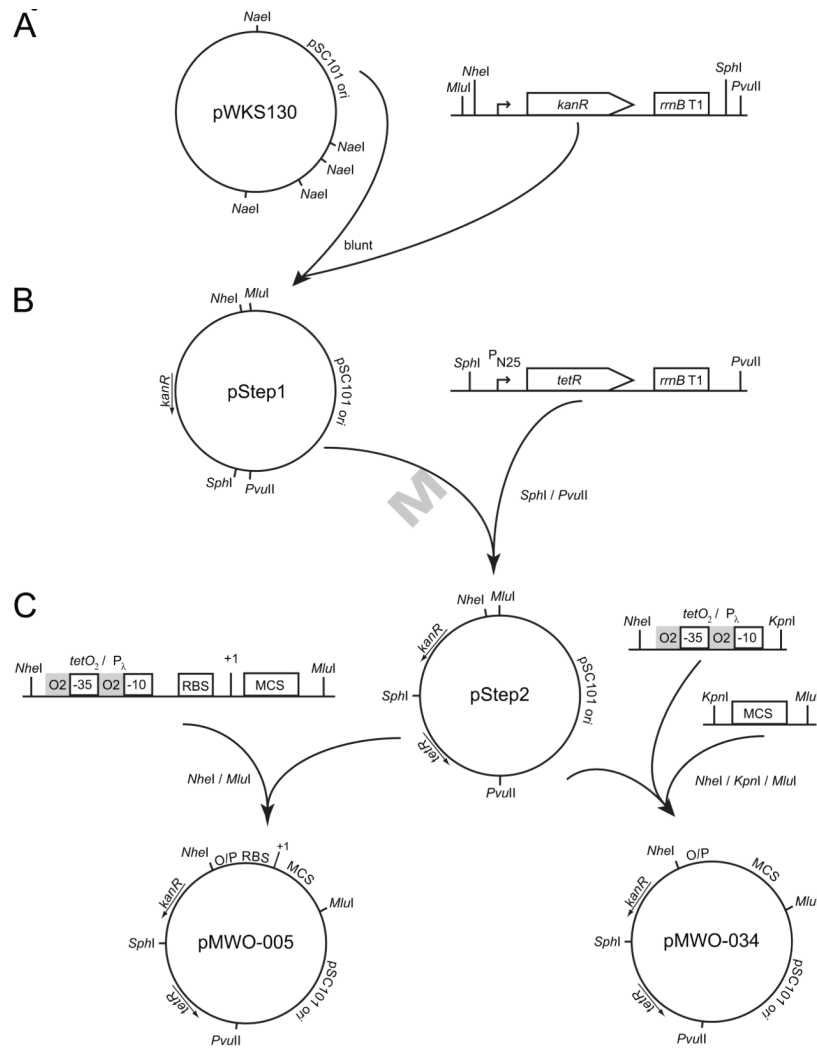 A
NaeI
pSC101 ori
pWKS130
NaeI
NaeI
NaeI
NaeI
MluI
NheI
kanR
rrnB T1
SphI
PvuII
blunt
B
NheI MluI
kanR
pStep1
pSC101 ori
SphI PvuII
SphI
PN25
tetR
rrnB T1
PvuII
M
SphI / PvuII
C
NheI
tetO2 / Pλ
O2 -35 O2 -10
RBS
+1
MCS
MluI
NheI / MluI
NheI MluI
kanR
SphI
pStep2
pSC101 ori
tetR
PvuII
NheI
tetO2 / Pλ
KpnI
O2 -35 O2 -10
KpnI
MCS
Mlu
NheI / KpnI / MluI
NheI O/P RBS +1 MCS
kanR
MluI
SphI
pMWO-005
pSC101 ori
tetR
PvuII
NheI O/P MCS
kanR
Mlu
SphI
pMWO-034
pSC101 ori
tetR
PvuII